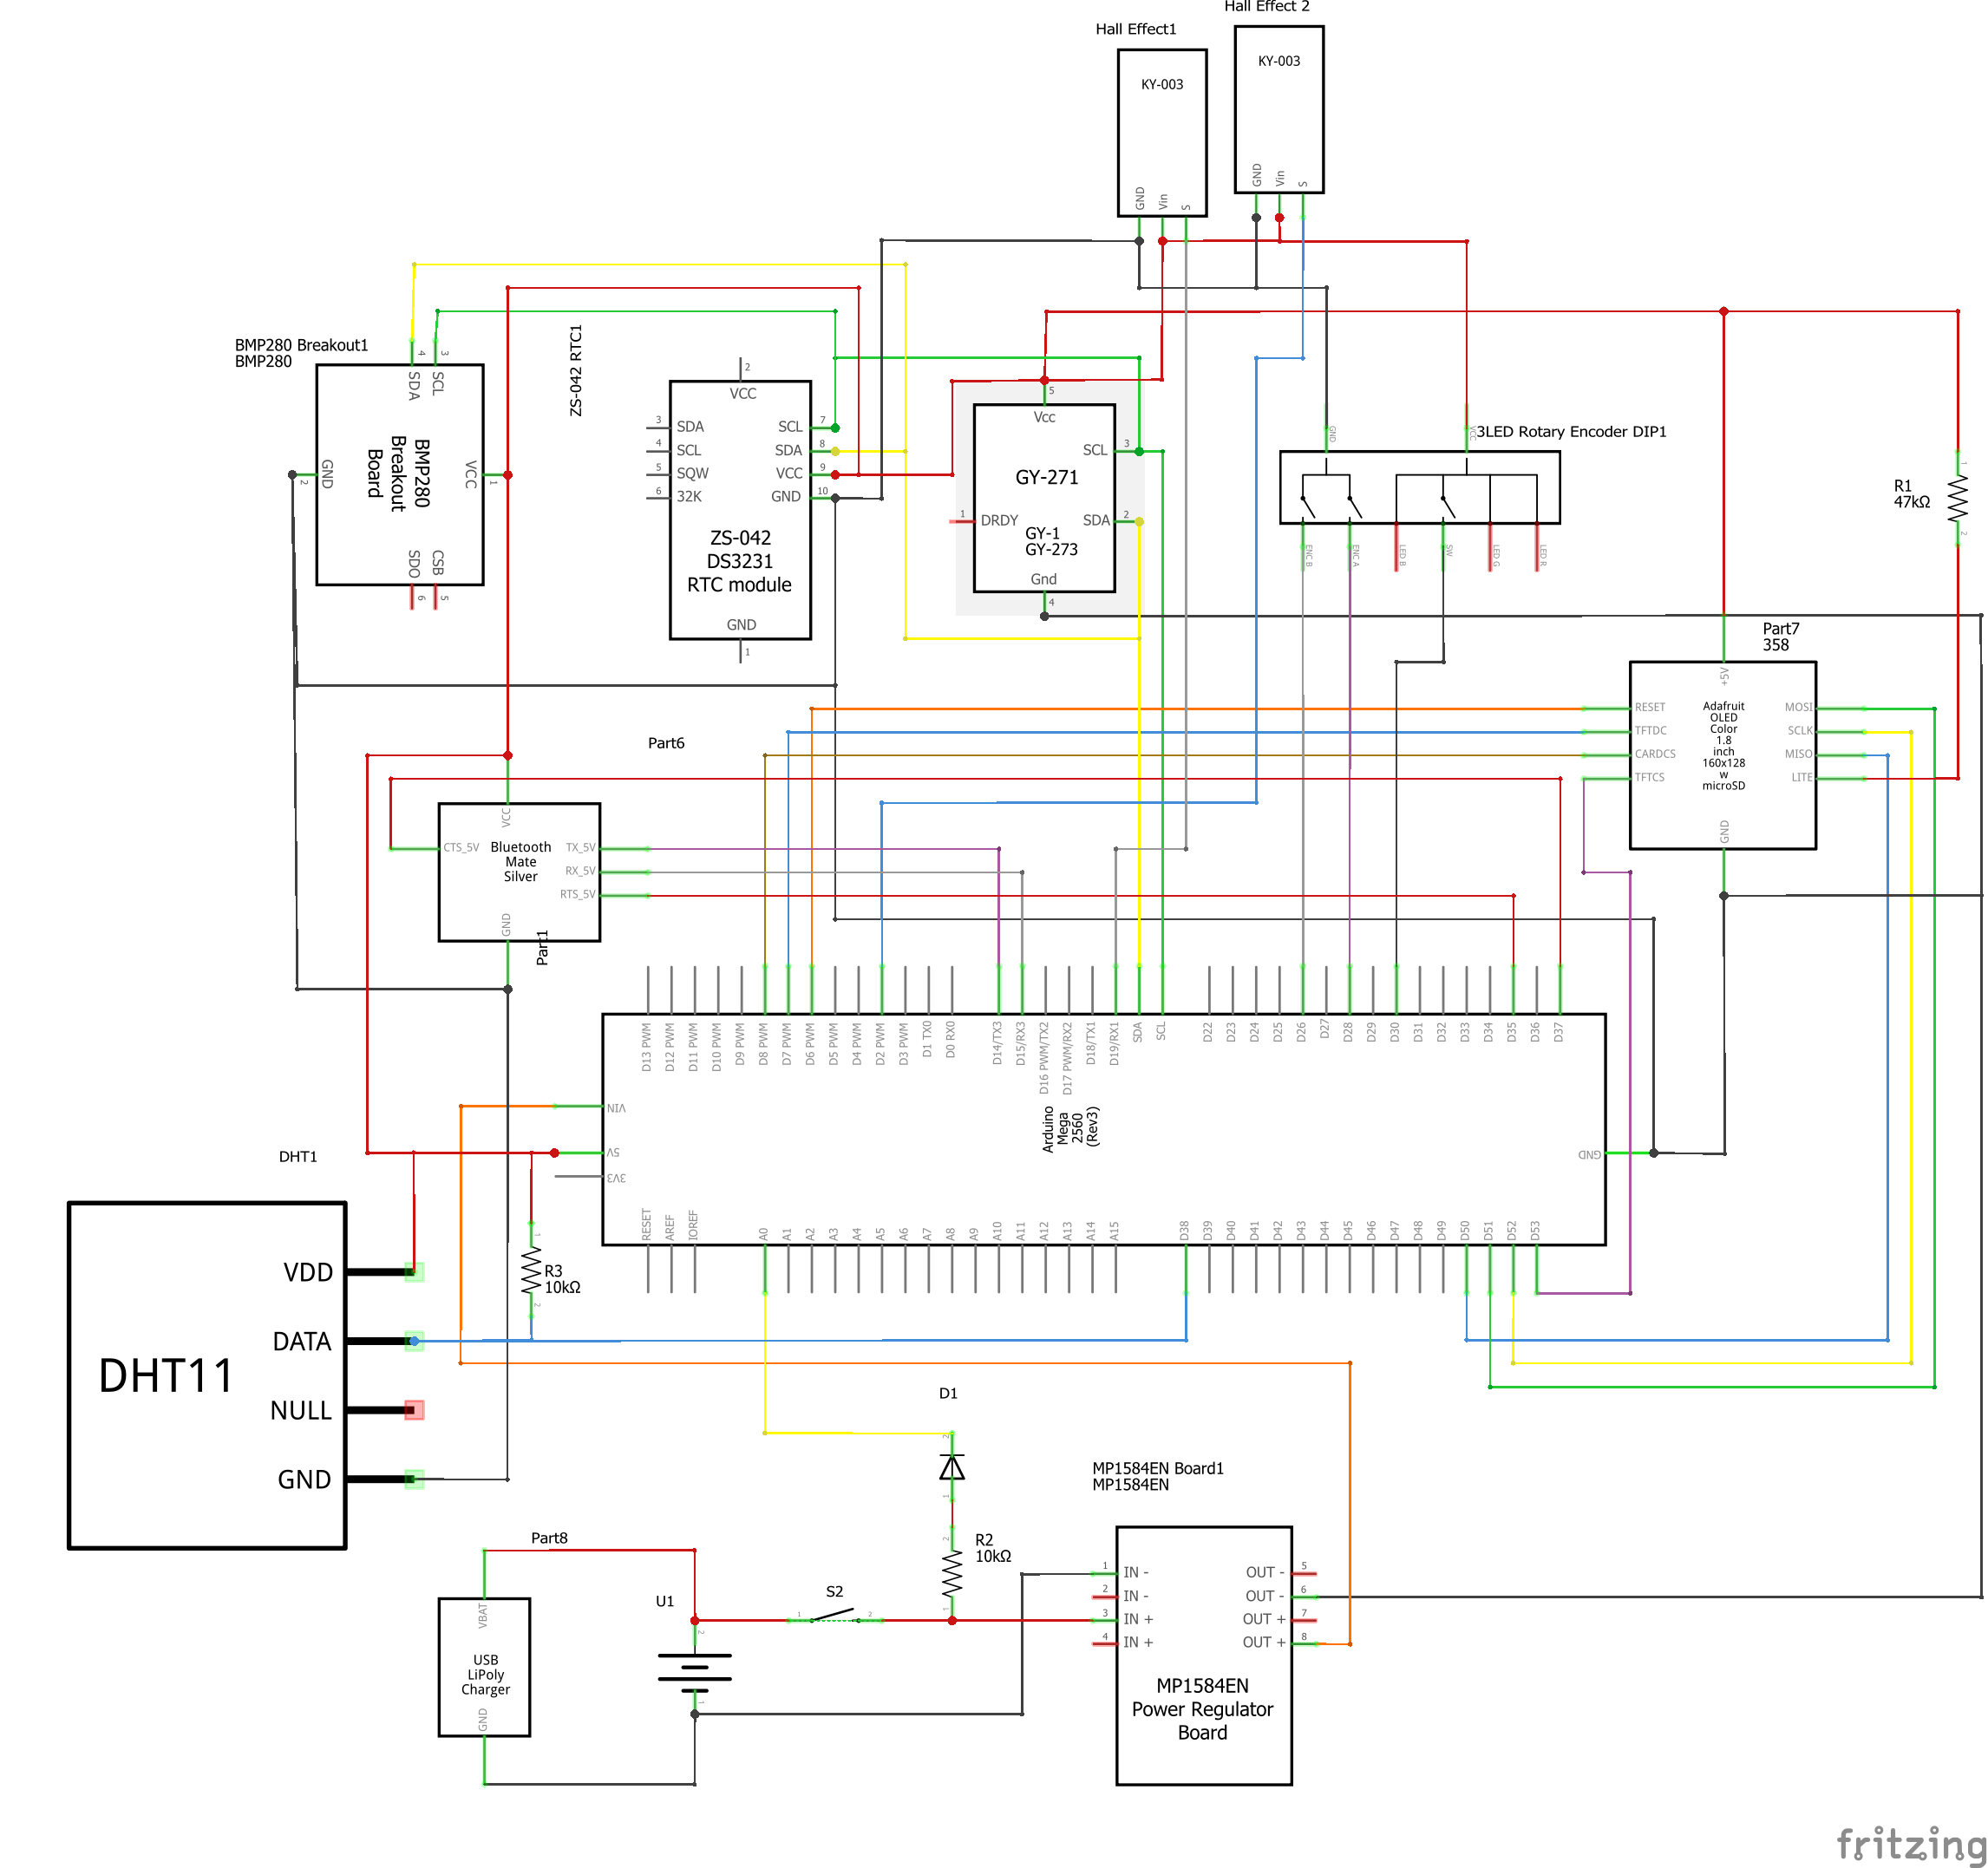 Hall Effect 2
Hall Effect1
KY-003
KY-003
GND
Vin
S
GND
Vin
S
BMP280 Breakout1
BMP280
4
3
SDA
SCL
BMP280
Breakout
Board
GND
2
VCC
1
SDO
CSB
6
5
ZS-042 RTC1
2
VCC
3
SDA
4
SCL
5
SQW
6
32K
SCL
7
SDA
8
VCC
9
GND
10
ZS-042
DS3231
RTC module
GND
1
5
Vcc
SCL
3
GY-271
1
DRDY
SDA
2
GY-1
GY-273
Gnd
4
GND
VCC
3LED Rotary Encoder DIP1
ENC B
ENC A
LED B
SW
LED G
LED R
R1
47kΩ
1
2
Part7
358
+5V
RESET
TFTDC
CARDCS
TFTCS
Adafruit
OLED
Color
1.8
inch
160x128
w
microSD
MOSI
SCLK
MISO
LITE
GND
Part6
VCC
CTS_5V
Bluetooth
Mate
Silver
TX_5V
RX_5V
RTS_5V
GND
Part1
D13 PWM
D12 PWM
D11 PWM
D10 PWM
D9 PWM
D8 PWM
D7 PWM
D6 PWM
D5 PWM
D4 PWM
D2 PWM
D3 PWM
D1 TX0
D0 RX0
D14/TX3
D15/RX3
D16 PWM/TX2
D17 PWM/RX2
D18/TX1
D19/RX1
SDA
SCL
D22
D23
D24
D25
D26
D27
D28
D29
D30
D31
D32
D33
D34
D35
D36
D37
VIN
5V
3V3
Arduino
Mega
2560
(Rev3)
GND
RESET
AREF
IOREF
A0
A1
A2
A3
A4
A5
A6
A7
A8
A9
A10
A11
A12
A13
A14
A15
D38
D39
D40
D41
D42
D43
D44
D45
D46
D47
D48
D49
D50
D51
D52
D53
DHT1
VDD
DATA
DHT11
NULL
GND
1
R3
10kΩ
2
D1
2
1
2
R2
10kΩ
1
MP1584EN Board1
MP1584EN
1
IN -
2
IN -
3
IN +
4
IN +
OUT -
5
OUT -
6
OUT +
7
OUT +
8
MP1584EN
Power Regulator
Board
Part8
VBAT
USB
LiPoly
Charger
GND
U1
2
1
S2
1
2
fritzing